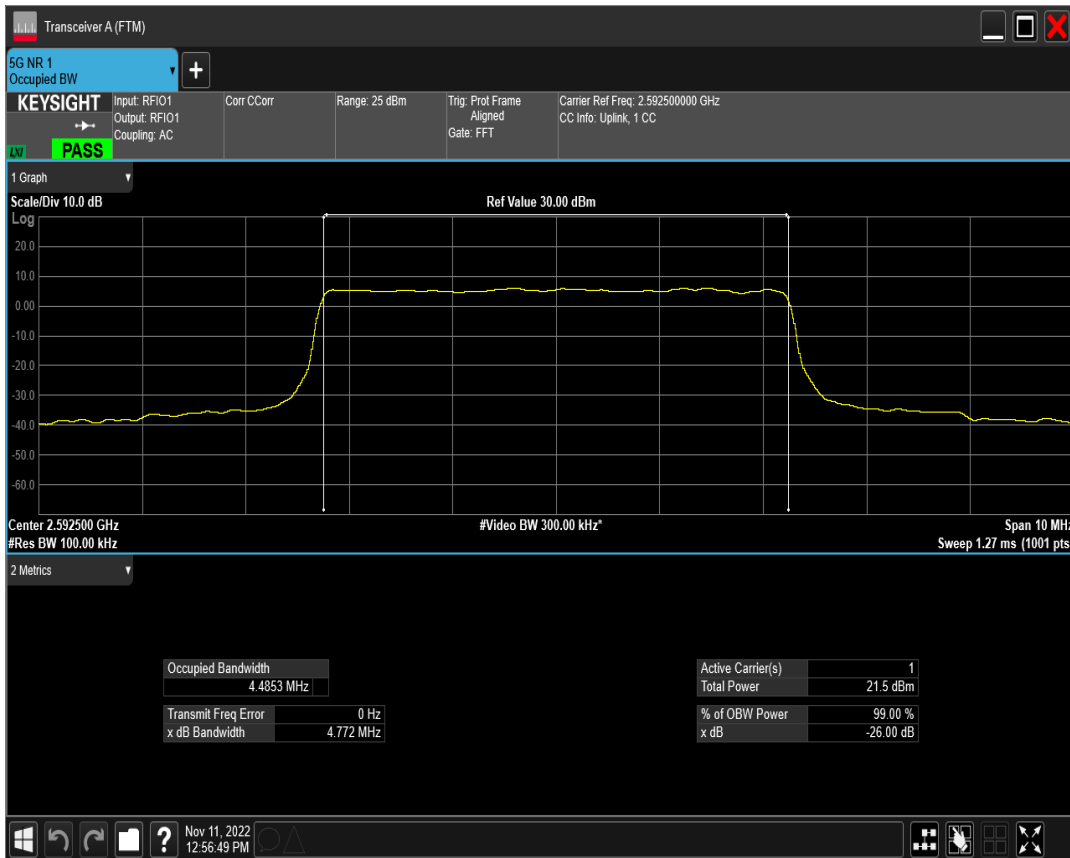 Transceiver A (FTM)
5G NR 1
Occupied BW
+
KEYSIGHT
LXI
PASS
Input: RFIO1
Output: RFIO1
Coupling: AC
Corr CCorr
Range: 25 dBm
Trig: Prot Frame
Aligned
Gate: FFT
Carrier Ref Freq: 2.592500000 GHz
CC Info: Uplink, 1 CC
1 Graph
Scale/Div 10.0 dB
Ref Value 30.00 dBm
Log
20.0
10.0
0.00
-10.0
-20.0
-30.0
-40.0
-50.0
-60.0
Center 2.592500 GHz
#Video BW 300.00 kHz*
Span 10 MHz
#Res BW 100.00 kHz
Sweep 1.27 ms (1001 pts
2 Metrics
Occupied Bandwidth
4.4853 MHz
Transmit Freq Error 0 Hz
x dB Bandwidth 4.772 MHz
Active Carrier(s) 1
Total Power 21.5 dBm
% of OBW Power 99.00 %
x dB -26.00 dB
?
Nov 11, 2022
12:56:49 PM